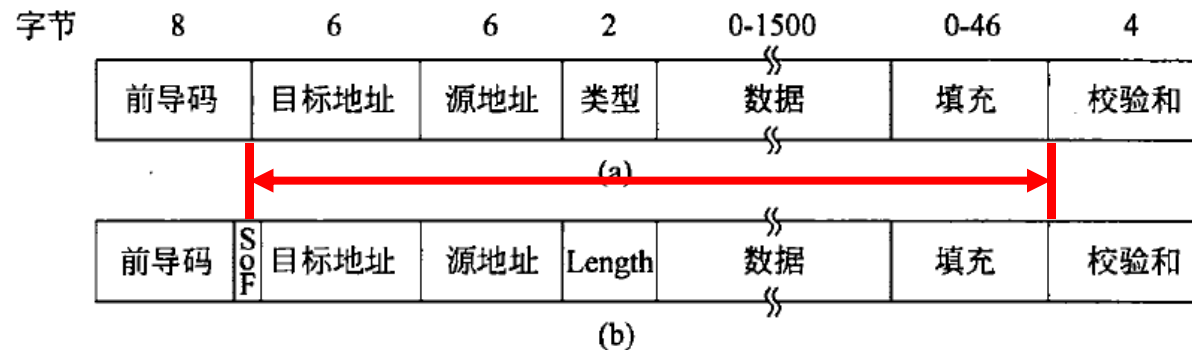 字节 8 6 6 2 0-1500 0-46 4
前导码 目标地址 源地址 类型 数据 填充 校验和
(a)
前导码 SoF 目标地址 源地址 Length 数据 填充 校验和
(b)